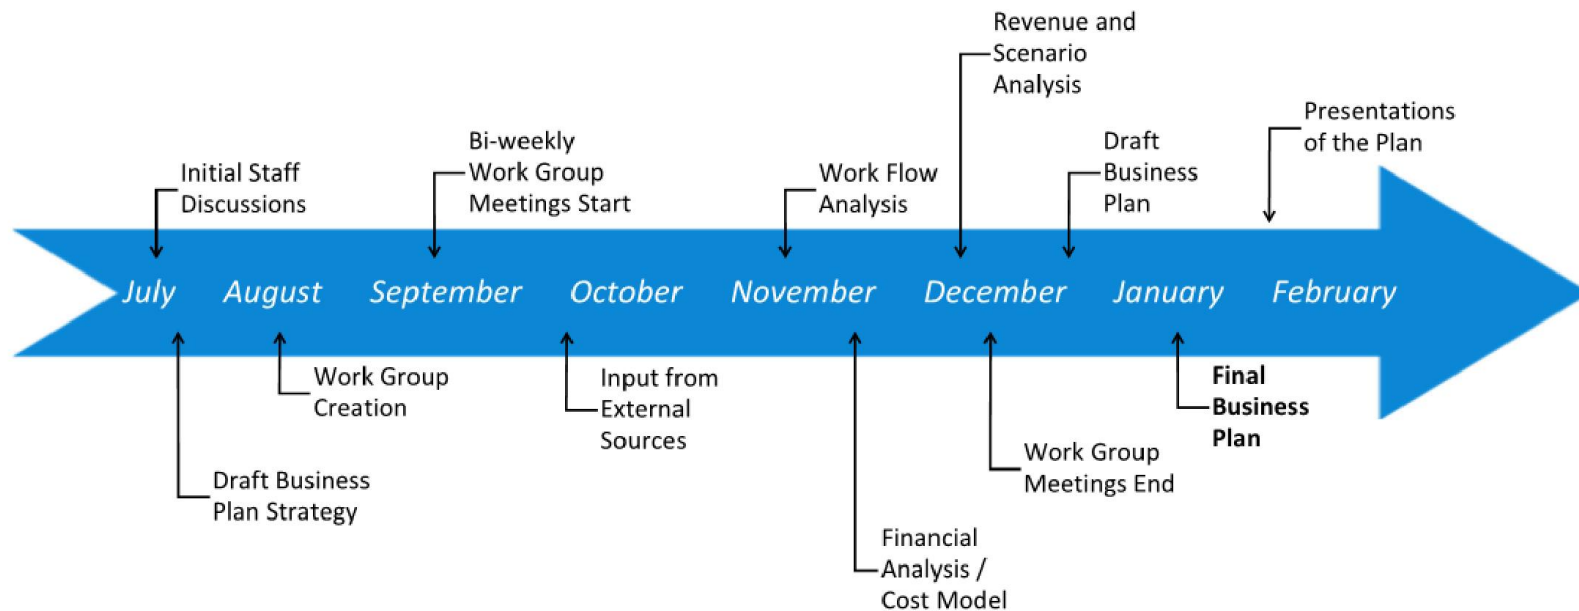 Revenue and
Scenario
Analysis
Presentations
of the Plan
Bi-weekly
Work Group
Meetings Start
Draft
Business
Plan
Initial Staff
Discussions
Work Flow
Analysis
July August September October November December January February
Work Group
Creation
Input from
External
Sources
Final
Business
Plan
Draft Business
Plan Strategy
Work Group
Meetings End
Financial
Analysis /
Cost Model